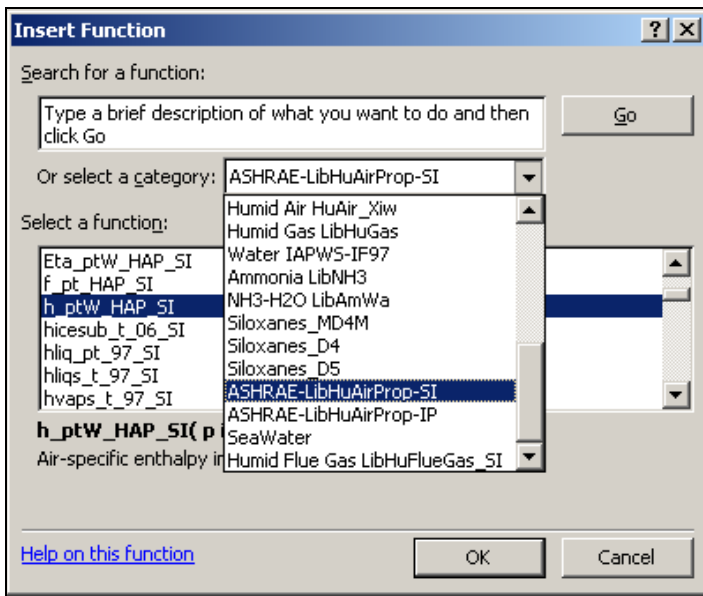 Insert Function
Search for a function:
Type a brief description of what you want to do and then
click Go
Go
Or select a category:
ASHRAE-LibHuAirProp-SI
Humid Air HuAir_Xiw
Humid Gas LibHuGas
Water IAPWS-IF97
Ammonia LibNH3
NH3-H2O LibAmWa
Siloxanes_MD4M
Siloxanes_D4
Siloxanes_D5
ASHRAE-LibHuAirProp-SI
ASHRAE-LibHuAirProp-IP
SeaWater
Humid Flue Gas LibHuFlueGas_SI
Select a function:
Eta_ptW_HAP_SI
f_pt_HAP_SI
h_ptW_HAP_SI
hicesub_t_06_SI
hliq_pt_97_SI
hliqs_t_97_SI
hvaps_t_97_SI
h_ptW_HAP_SI( p i
Air-specific enthalpy i
Help on this function
OK
Cancel